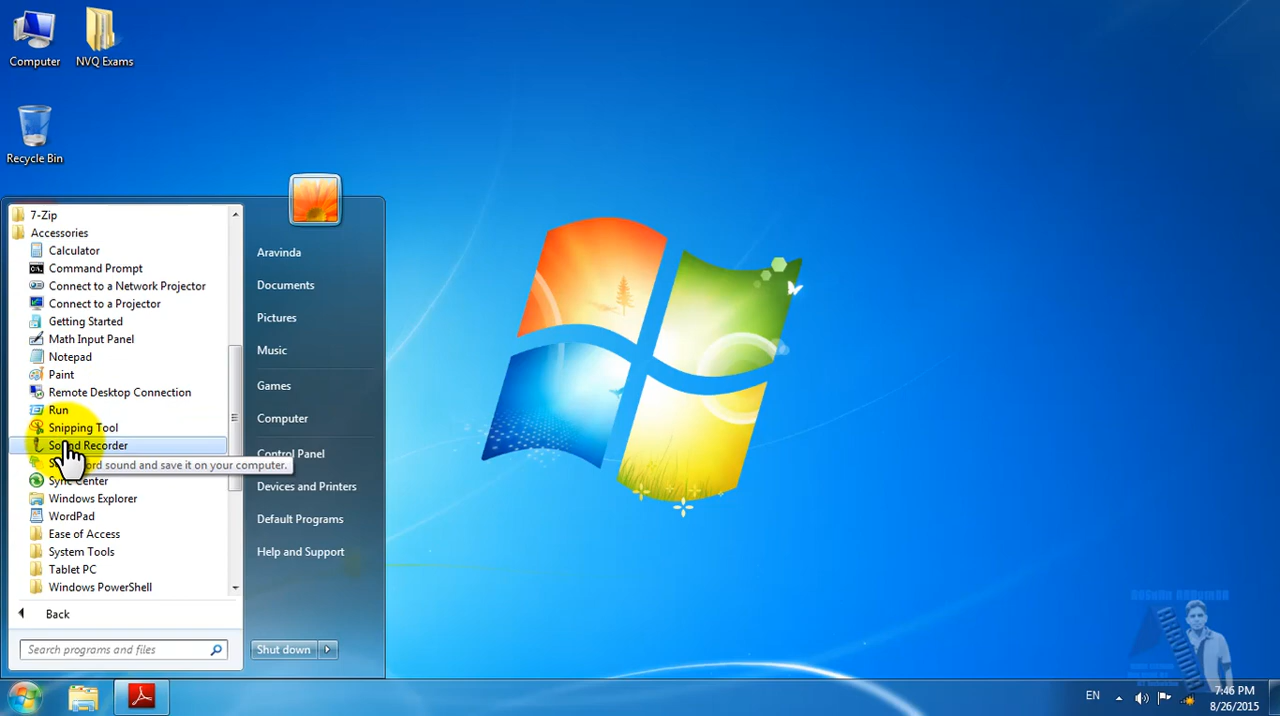 Computer
NVQ Exams
Recycle Bin
7-Zip
Accessories
Calculator
Command Prompt
Connect to a Network Projector
Connect to a Projector
Getting Started
Math Input Panel
Notepad
Paint
Remote Desktop Connection
Run
Snipping Tool
Sound Recorder
ord sound and save it on your computer.
Sync Center
Windows Explorer
WordPad
Ease of Access
System Tools
Tablet PC
Windows PowerShell
Back
Search programs and files
Aravinda
Documents
Pictures
Music
Games
Computer
Control Panel
Devices and Printers
Default Programs
Help and Support
Shut down
EN
7:46 PM
8/26/2015